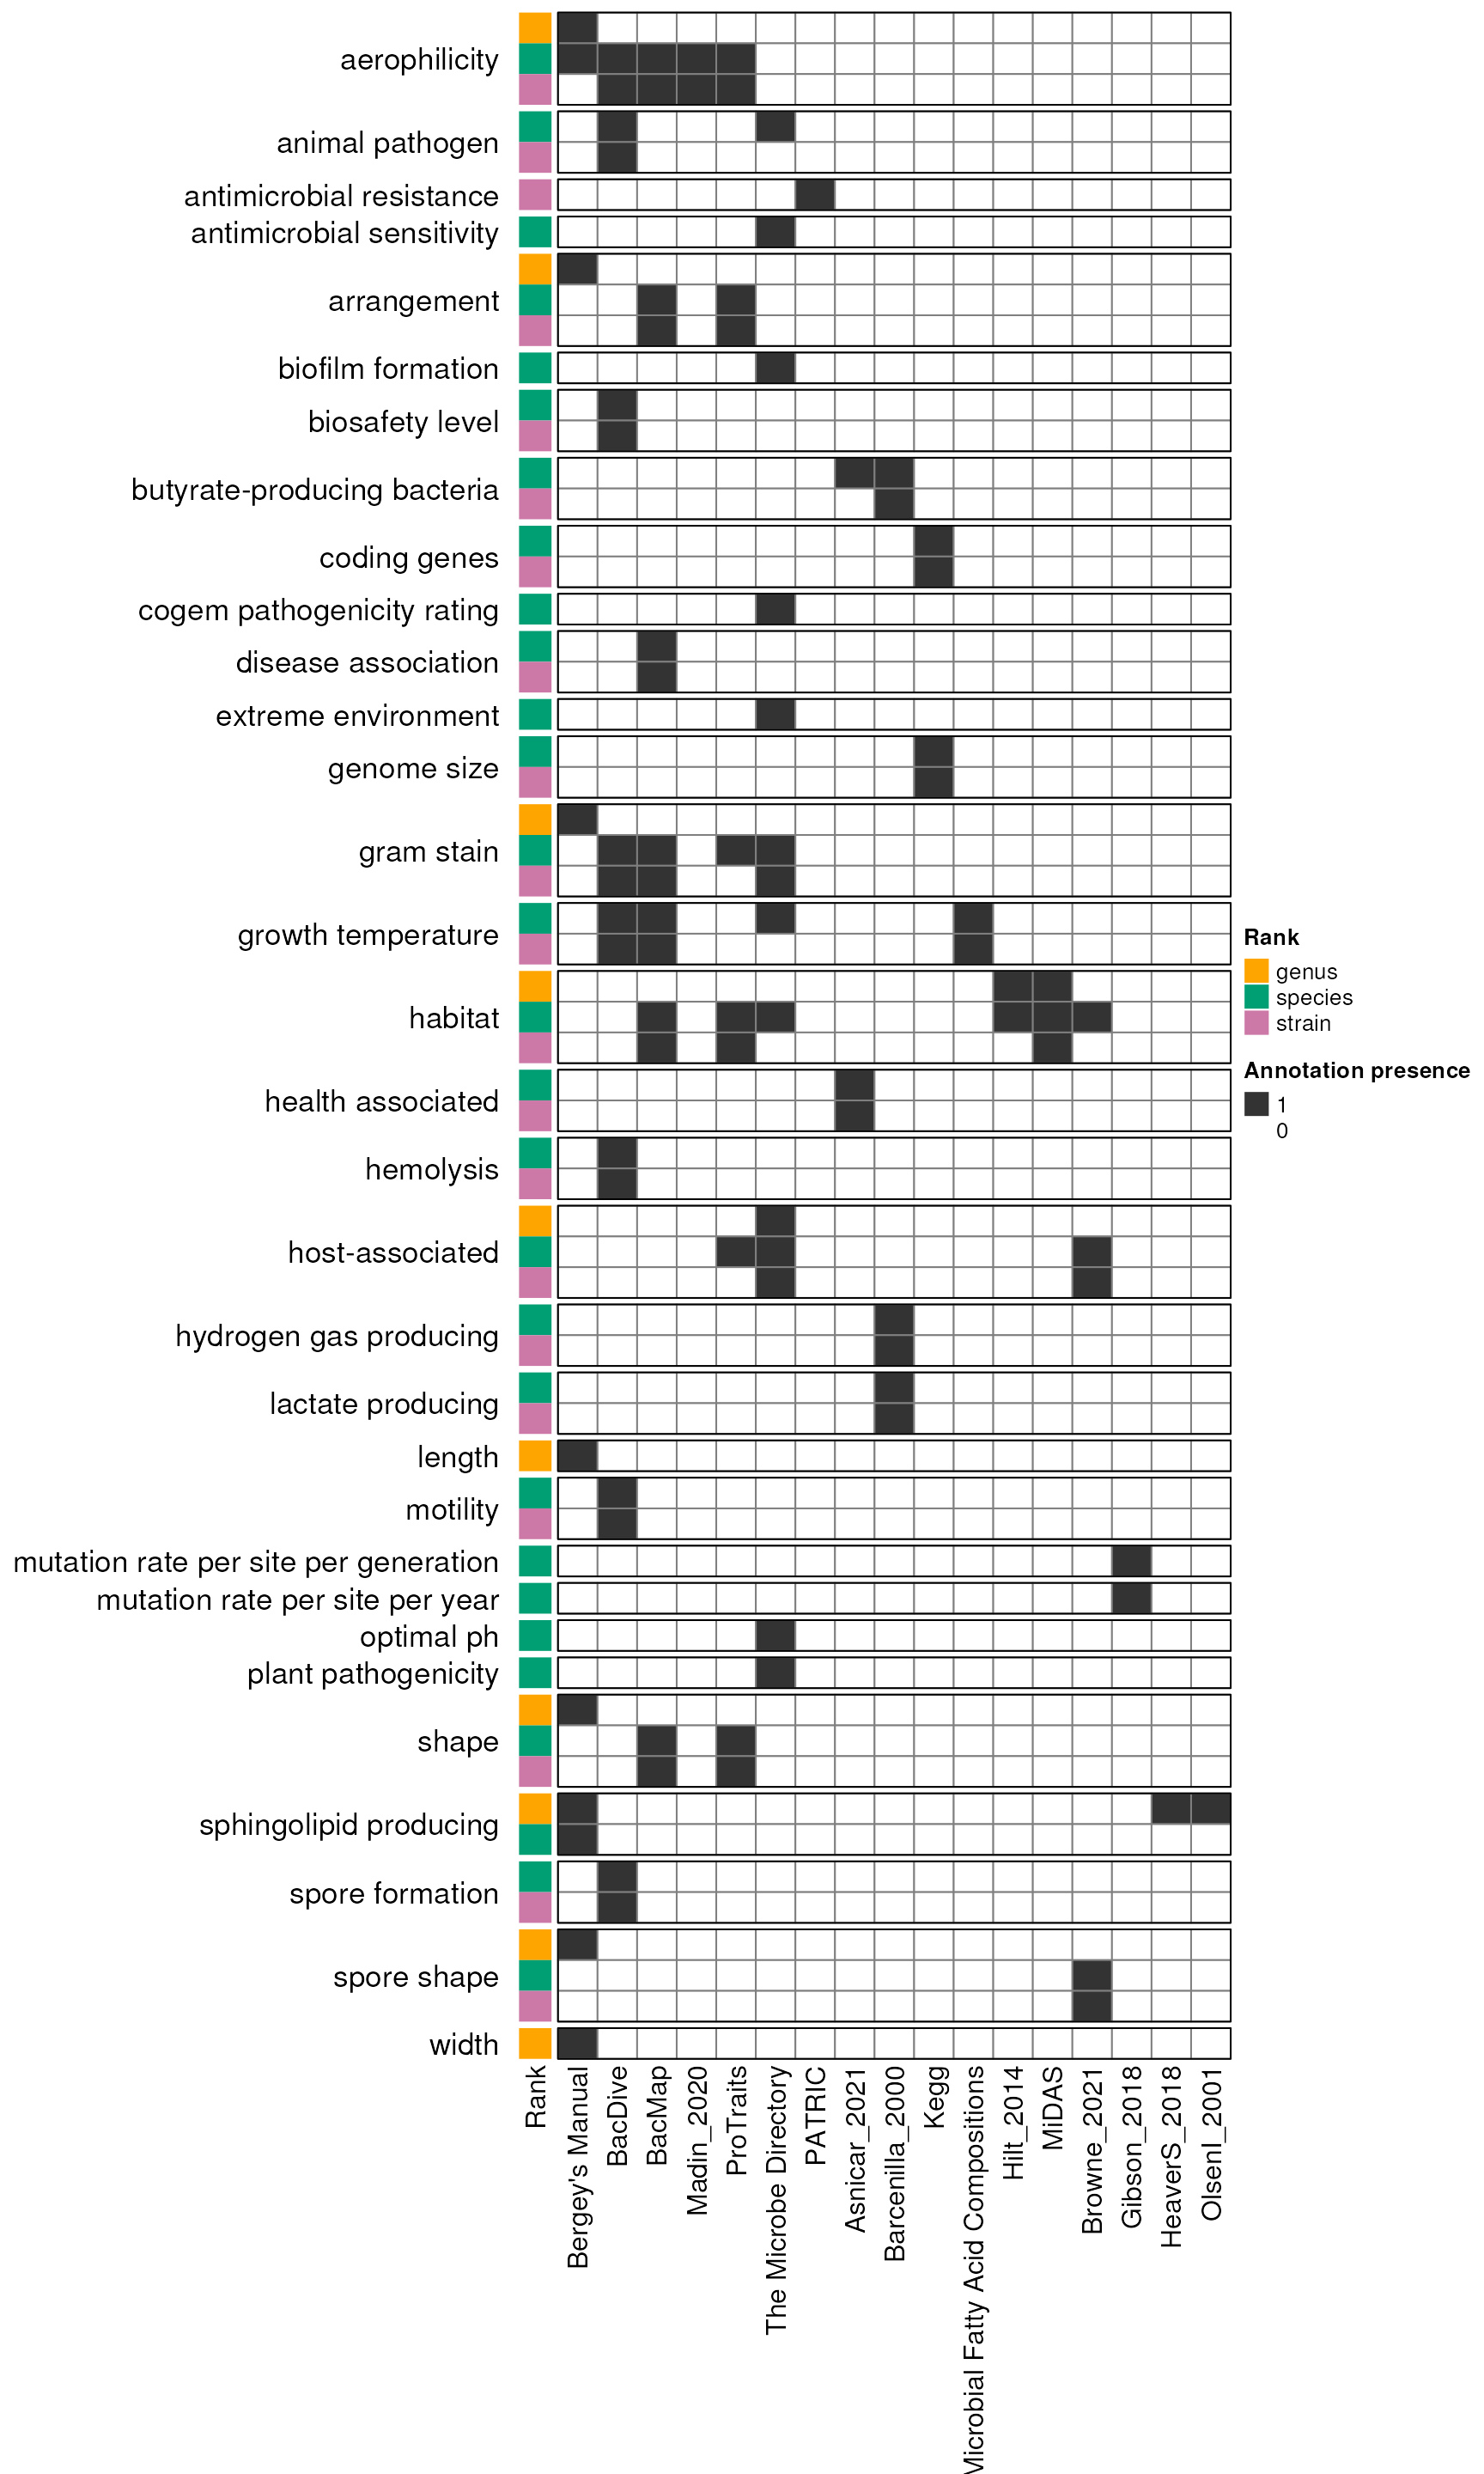 aerophilicity
animal pathogen
antimicrobial resistance
antimicrobial sensitivity
arrangement
biofilm formation
biosafety level
butyrate-producing bacteria
coding genes
cogem pathogenicity rating
disease association
extreme environment
genome size
gram stain
growth temperature
habitat
health associated
hemolysis
host-associated
hydrogen gas producing
lactate producing
length
motility
mutation rate per site per generation
mutation rate per site per year
optimal ph
plant pathogenicity
shape
sphingolipid producing
spore formation
spore shape
width
Rank
Bergey's Manual
BacDive
BacMap
Madin_2020
ProTraits
The Microbe Directory
PATRIC
Asnicar_2021
Barcenilla_2000
Kegg
Microbial Fatty Acid Compositions
Hilt_2014
MiDAS
Browne_2021
Gibson_2018
HeaverS_2018
OlsenI_2001
Rank
genus
species
strain
Annotation presence
1
0